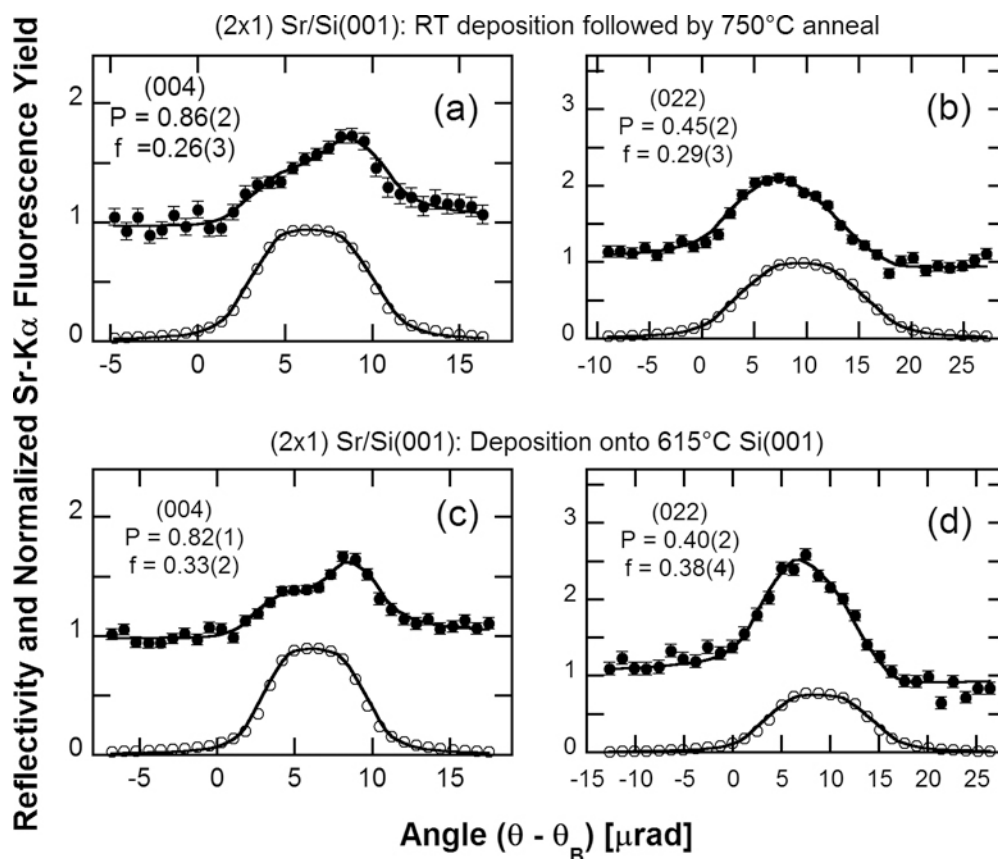 Reflectivity and Normalized Sr-Kα Fluorescence Yield
(2x1) Sr/Si(001): RT deposition followed by 750°C anneal
(a)
(004)
P = 0.86(2)
f =0.26(3)
2
1
0
-5 0 5 10 15
(b)
(022)
P = 0.45(2)
f = 0.29(3)
3
2
1
0
-10 -5 0 5 10 15 20 25
(2x1) Sr/Si(001): Deposition onto 615°C Si(001)
(c)
(004)
P = 0.82(1)
f = 0.33(2)
2
1
0
-5 0 5 10 15
(d)
(022)
P = 0.40(2)
f = 0.38(4)
3
2
1
0
-15 -10 -5 0 5 10 15 20 25
Angle (θ - θB) [μrad]